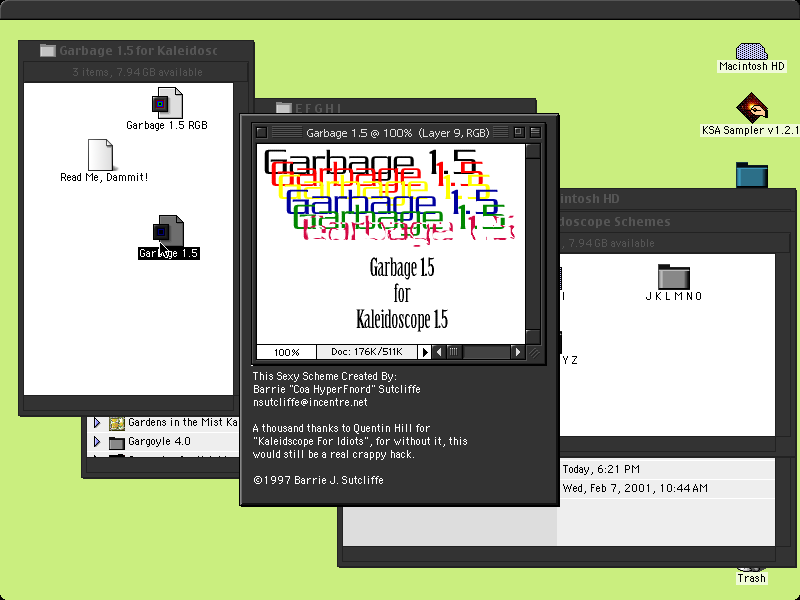 Garbage 1.5 for Kaleidosc
3 items, 7.94 GB available
Garbage 1.5 RGB
Read Me, Dammit!
Garbage 1.5
Gardens in the Mist Ka
Gargoyle 4.0
E F G H I
Garbage 1.5 @ 100% (Layer 9, RGB)
Garbage 1.5
Garbage 1.5
Garbage 1.5
Garbage 1.5
Garbage 1.5
Garbage 1.5
Garbage 1.5
for
Kaleidoscope 1.5
100%
Doc: 176K/511K
This Sexy Scheme Created By:
Barrie "Coa HyperFnord" Sutcliffe
nsutcliffe@incentre.net
A thousand thanks to Quentin Hill for
"Kaleidscope For Idiots", for without it, this
would still be a real crappy hack.
©1997 Barrie J. Sutcliffe
Macintosh HD
KSA Sampler v1.2.1
intosh HD
doscope Schemes
, 7.94 GB available
I
J K L M N O
Y Z
Today, 6:21 PM
Wed, Feb 7, 2001, 10:44 AM
Trash